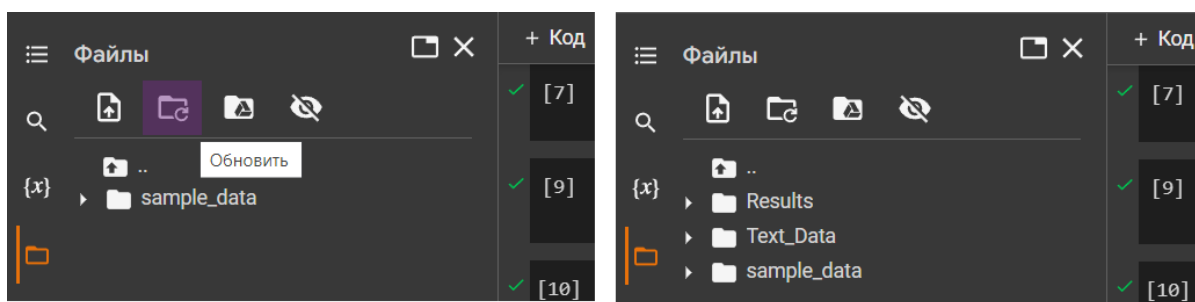 Файлы
+ Код
[7]
{x}
..
Обновить
sample_data
[9]
[10]
Файлы
+ Код
[7]
{x}
..
Results
Text_Data
sample_data
[9]
[10]